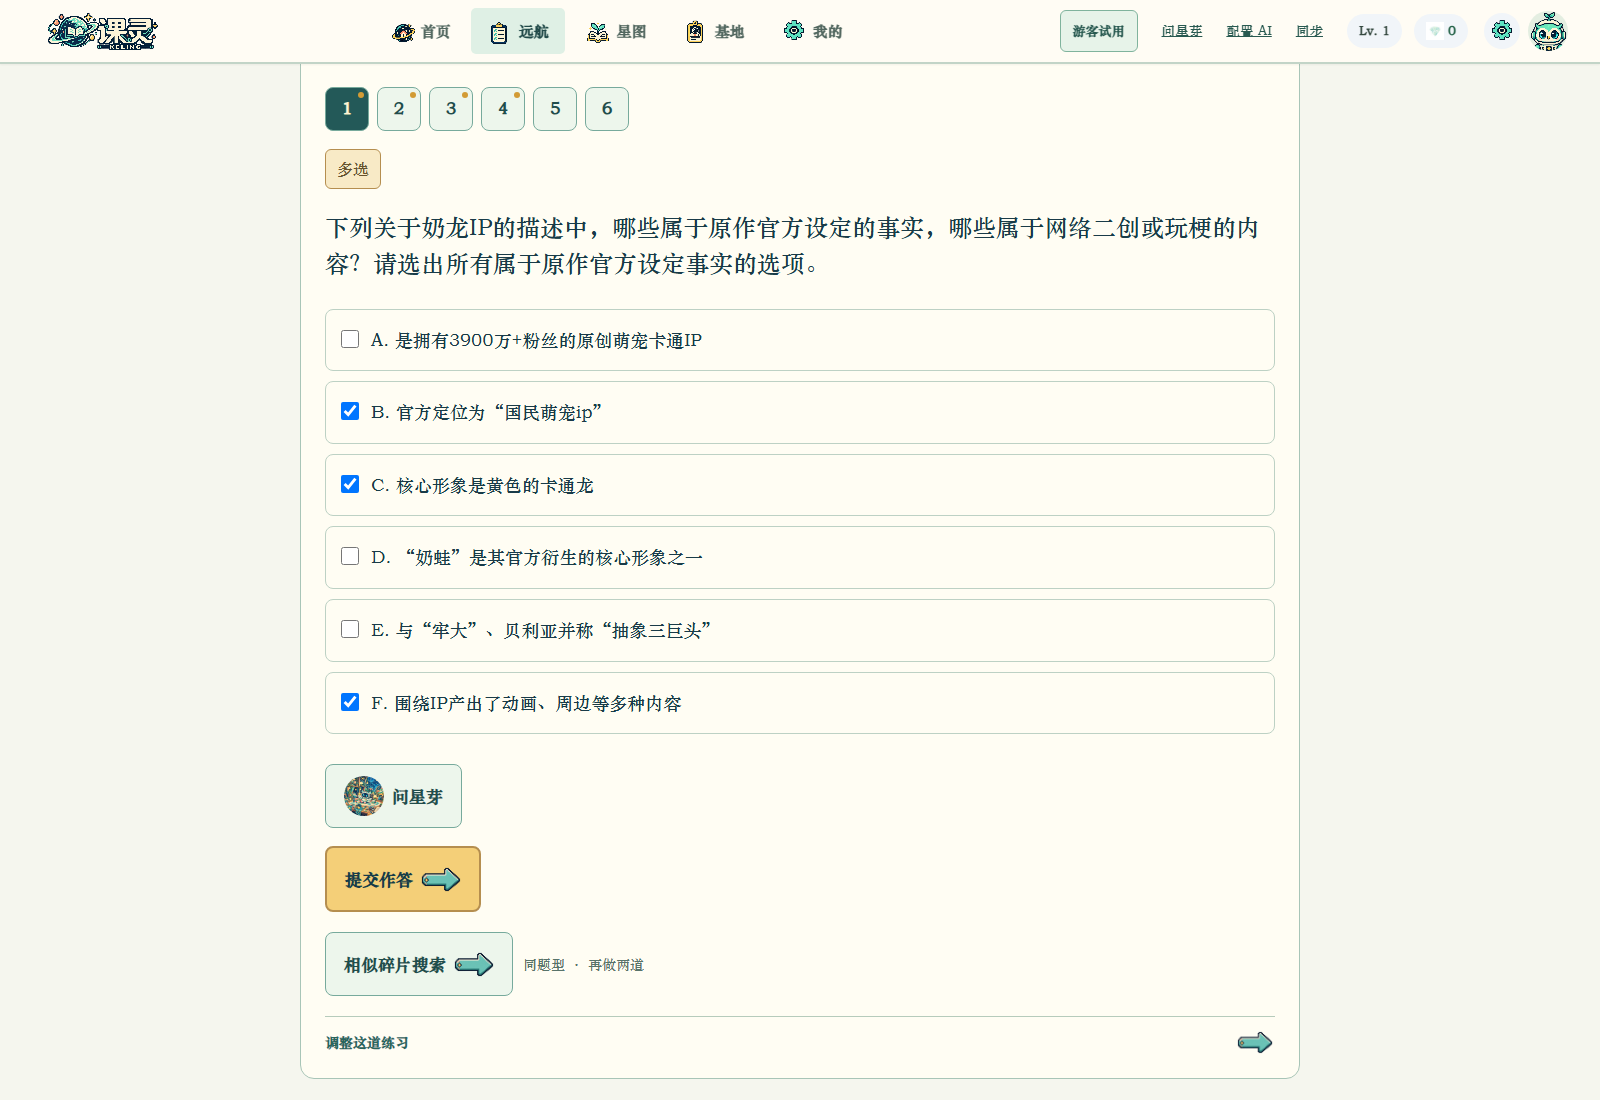 课灵
KELING
首页
远航
星图
基地
我的
游客试用
问星芽
配置 AI
同步
Lv. 1
0
1
2
3
4
5
6
多选
下列关于奶龙IP的描述中，哪些属于原作官方设定的事实，哪些属于网络二创或玩梗的内
容？请选出所有属于原作官方设定事实的选项。
A. 是拥有3900万+粉丝的原创萌宠卡通IP
B. 官方定位为“国民萌宠ip”
C. 核心形象是黄色的卡通龙
D. “奶蛙”是其官方衍生的核心形象之一
E. 与“牢大”、贝利亚并称“抽象三巨头”
F. 围绕IP产出了动画、周边等多种内容
问星芽
提交作答
相似碎片搜索
同题型 · 再做两道
调整这道练习